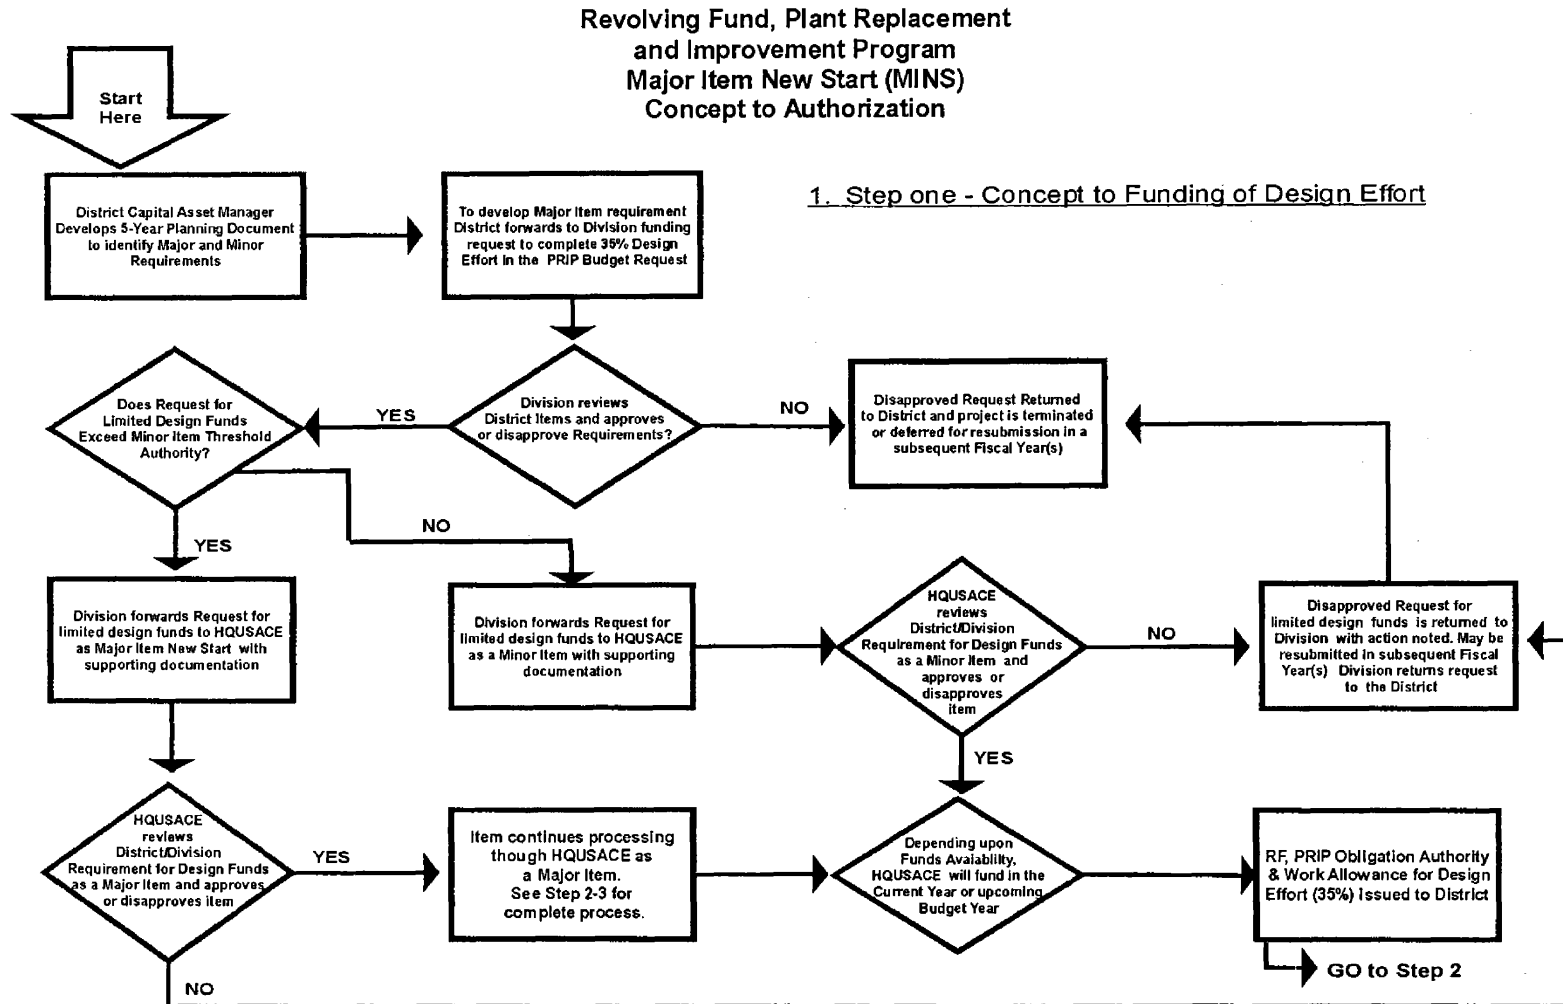 Revolving Fund, Plant Replacement
and Improvement Program
Major Item New Start (MINS)
Concept to Authorization
Start
Here
1. Step one - Concept to Funding of Design Effort
District Capital Asset Manager
Develops 5-Year Planning Document
to identify Major and Minor
Requirements
To develop Major Item requirement
District forwards to Division funding
request to complete 35% Design
Effort in the PRIP Budget Request
Does Request for
Limited Design Funds
Exceed Minor Item Threshold
Authority?
YES
Division reviews
District Items and approves
or disapprove Requirements?
NO
Disapproved Request Returned
to District and project is terminated
or deferred for resubmission in a
subsequent Fiscal Year(s)
NO
YES
Division forwards Request for
limited design funds to HQUSACE
as Major Item New Start with
supporting documentation
Division forwards Request for
limited design funds to HQUSACE
as a Minor Item with supporting
documentation
HQUSACE
reviews
District/Division
Requirement for Design Funds
as a Minor Item and
approves or
disapproves
item
NO
Disapproved Request for
limited design funds is returned to
Division with action noted. May be
resubmitted in subsequent Fiscal
Year(s) Division returns request
to the District
YES
HQUSACE
reviews
District/Division
Requirement for Design Funds
as a Major Item and approves
or disapproves item
YES
Item continues processing
though HQUSACE as
a Major Item.
See Step 2-3 for
complete process.
Depending upon
Funds Avaiablilty,
HQUSACE will fund in the
Current Year or upcoming
Budget Year
RF, PRIP Obligation Authority
& Work Allowance for Design
Effort (35%) Issued to District
GO to Step 2
NO